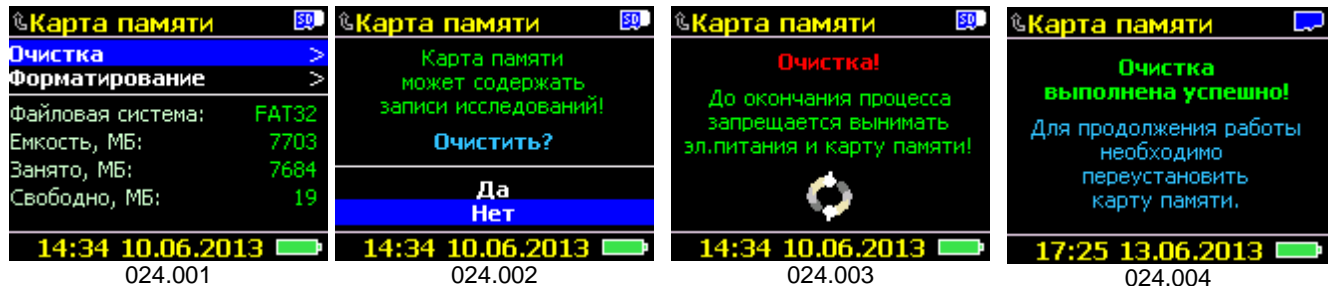 Карта памяти SD
Очистка >
Форматирование >
Файловая система: FAT32
Емкость, МБ: 7703
Занято, МБ: 7684
Свободно, МБ: 19
14:34 10.06.2013
024.001
Карта памяти SD
Карта памяти
может содержать
записи исследований!
Очистить?
Да
Нет
14:34 10.06.2013
024.002
Карта памяти SD
Очистка!
До окончания процесса
запрещается вынимать
эл.питания и карту памяти!
14:34 10.06.2013
024.003
Карта памяти
Очистка
выполнена успешно!
Для продолжения работы
необходимо
переустановить
карту памяти.
17:25 13.06.2013
024.004